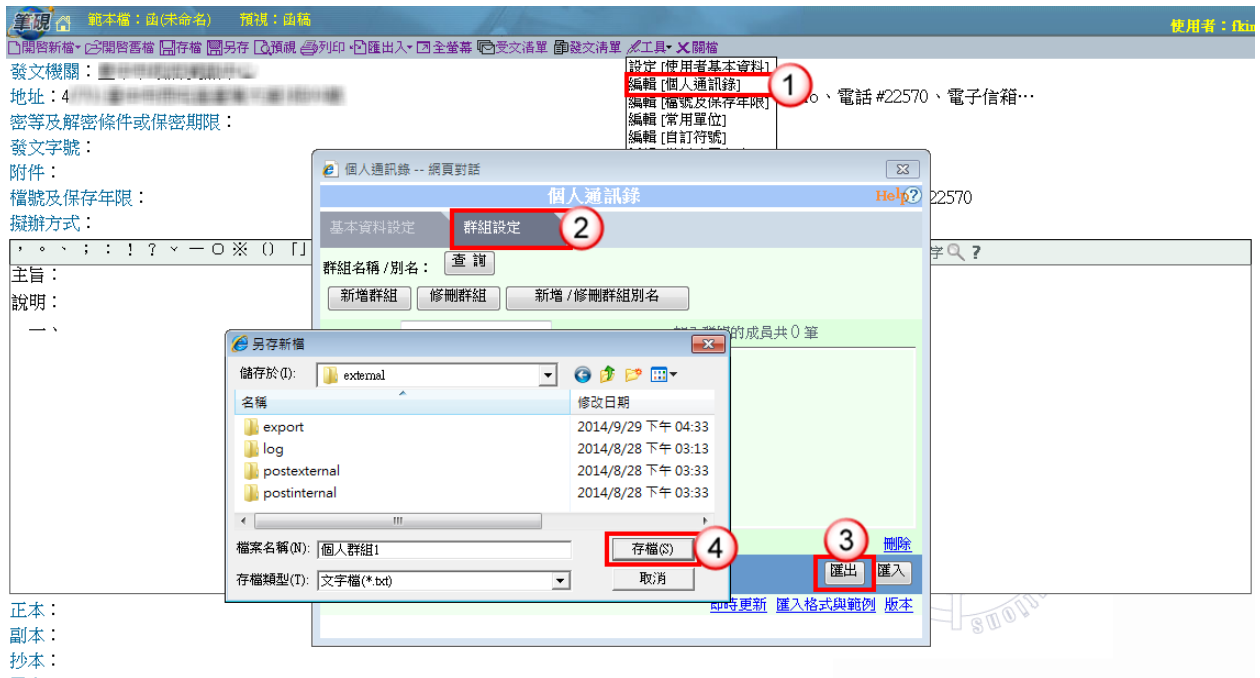 筆硯 範本檔：函(未命名) 預視：函稿
使用者：fkin
開啓新檔 開啓舊檔 存檔 另存 預視 列印 匯出入 全螢幕 受文清單 發文清單 工具 關檔
發文機關：
設定 [使用者基本資料]
編輯 [個人通訊錄]
1
地址：4
編輯 [檔號及保存年限]
、電話 #22570、電子信箱…
密等及解密條件或保密期限：
編輯 [常用單位]
發文字號：
編輯 [自訂符號]
附件：
個人通訊錄 -- 網頁對話
檔號及保存年限：
個人通訊錄
Help?
22570
擬辦方式：
基本資料設定
群組設定
2
，。、；：！？ˇ—○※（）「」
字 ?
主旨：
群組名稱 /別名：
查 詢
說明：
新增群組
修刪群組
新增 /修刪群組別名
一、
的成員共 0 筆
另存新檔
儲存於(I):
external
名稱
修改日期
export
2014/9/29 下午 04:33
log
2014/8/28 下午 03:13
postexternal
2014/8/28 下午 03:33
postinternal
2014/8/28 下午 03:33
檔案名稱(N):
個人群組1
存檔(S)
4
3
刪除
存檔類型(T):
文字檔(*.txt)
取消
匯出
匯入
正本：
即時更新 匯入格式與範例 版本
副本：
抄本：